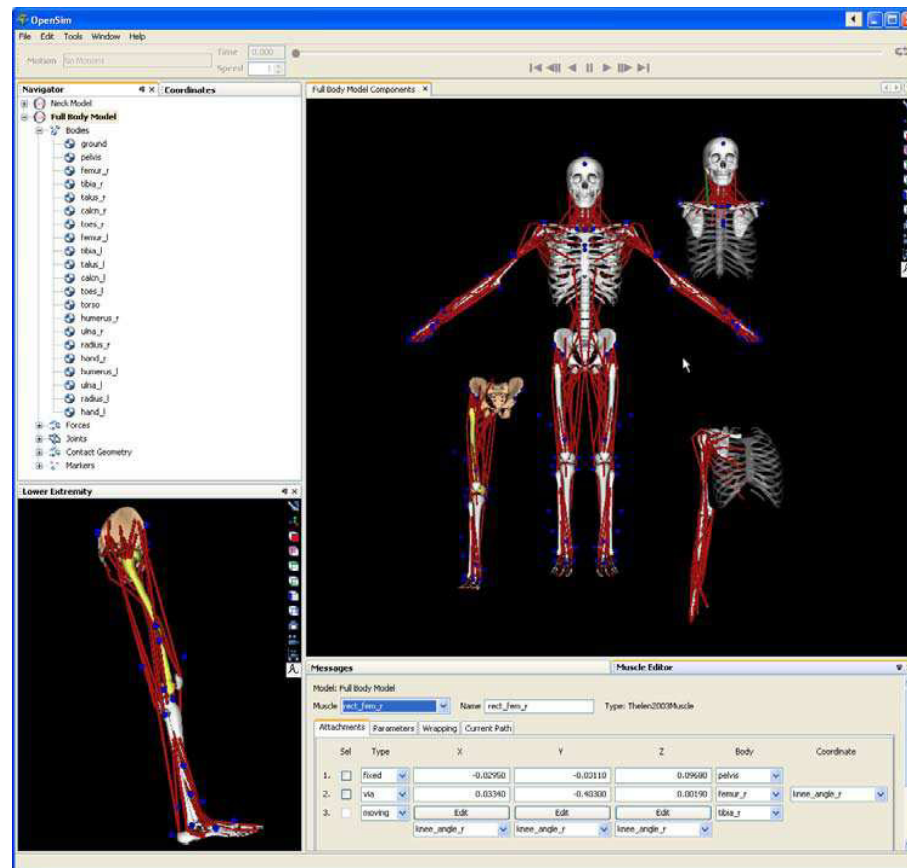 OpenSim
File Edit Tools Window Help
Motion No Motions Time 0.000
Speed 1
Navigator Coordinates
Neck Model
Full Body Model
Bodies
ground
pelvis
femur_r
tibia_r
talus_r
calcn_r
toes_r
femur_l
tibia_l
talus_l
calcn_l
toes_l
torso
humerus_r
ulna_r
radius_r
hand_r
humerus_l
ulna_l
radius_l
hand_l
Forces
Joints
Contact Geometry
Markers
Full Body Model Components
Lower Extremity
Messages Muscle Editor
Model: Full Body Model
Muscle rect_fem_r Name rect_fem_r Type: Thelen2003Muscle
Attachments Parameters Wrapping Current Path
Sel Type X Y Z Body Coordinate
1. fixed -0.02950 -0.03110 0.09680 pelvis
2. via 0.03340 -0.40300 0.00190 femur_r knee_angle_r
3. moving Edit Edit Edit tibia_r
knee_angle_r knee_angle_r knee_angle_r